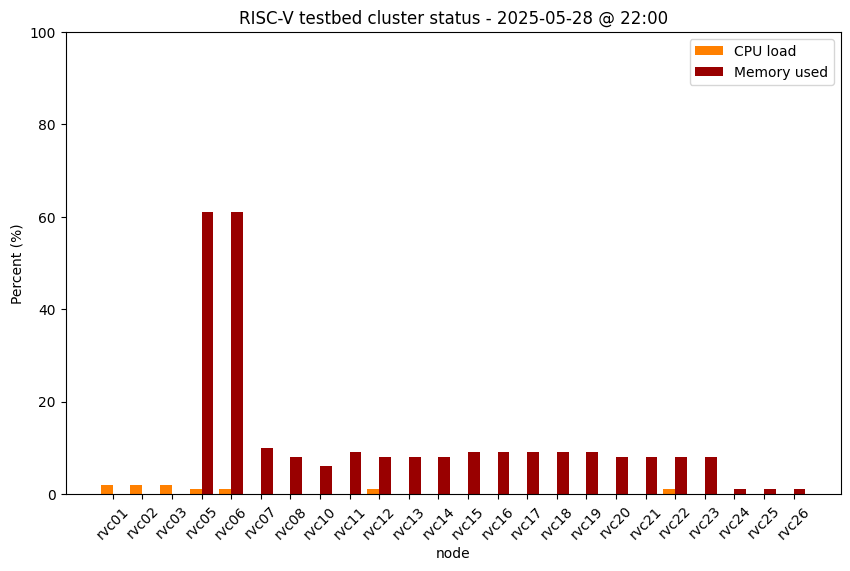 RISC-V testbed cluster status - 2025-05-28 @ 22:00
CPU load
Memory used
Percent (%)
100
80
60
40
20
0
rvc01 rvc02 rvc03 rvc05 rvc06 rvc07 rvc08 rvc10 rvc11 rvc12 rvc13 rvc14 rvc15 rvc16 rvc17 rvc18 rvc19 rvc20 rvc21 rvc22 rvc23 rvc24 rvc25 rvc26
node